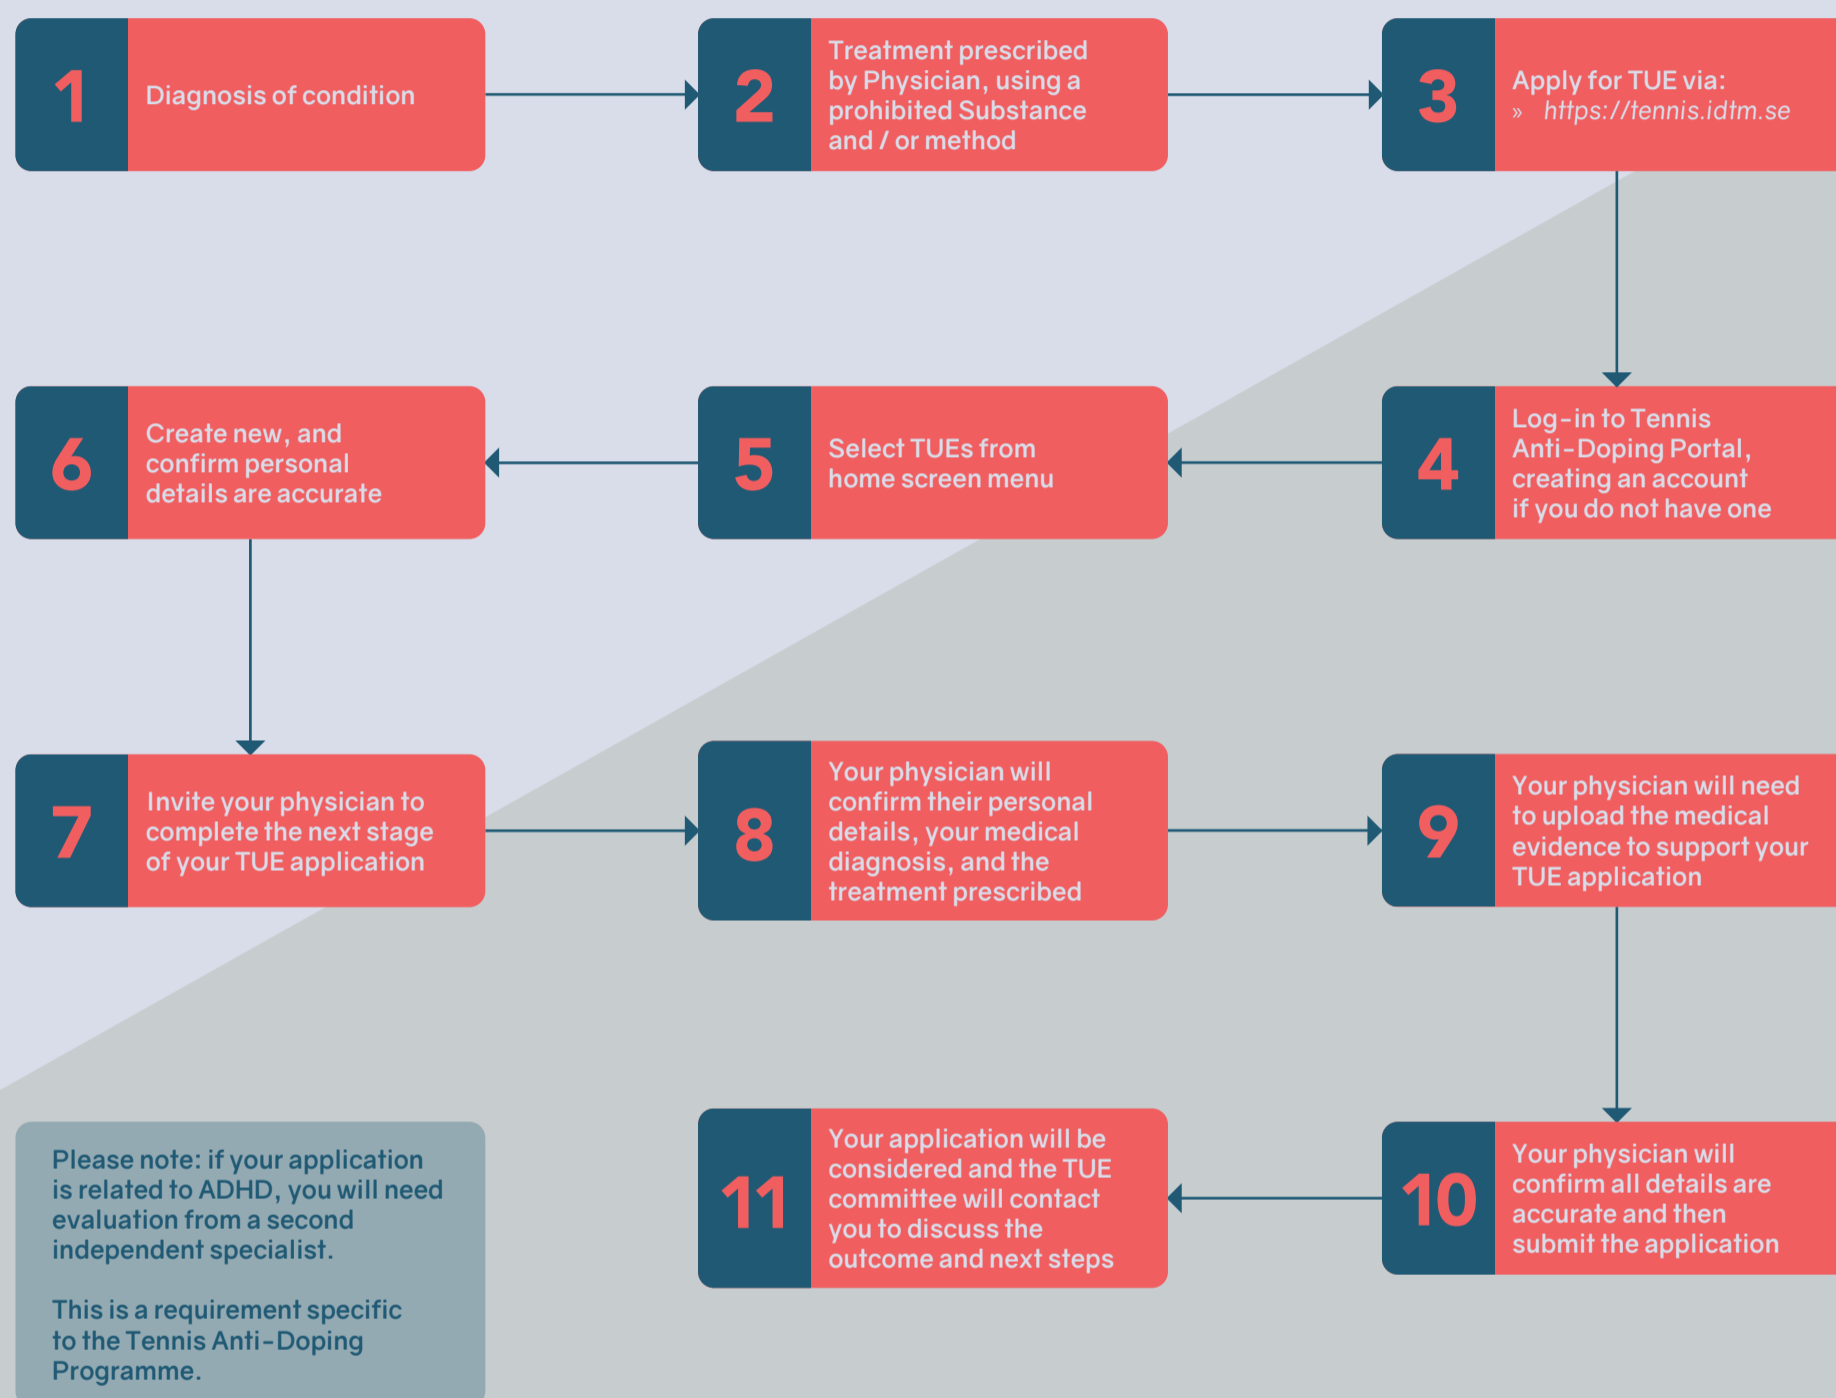 1
Diagnosis of condition
2
Treatment prescribed
by Physician, using a
prohibited Substance
and / or method
3
Apply for TUE via:
» https://tennis.idtm.se
4
Log-in to Tennis
Anti-Doping Portal,
creating an account
if you do not have one
5
Select TUEs from
home screen menu
6
Create new, and
confirm personal
details are accurate
7
Invite your physician to
complete the next stage
of your TUE application
8
Your physician will
confirm their personal
details, your medical
diagnosis, and the
treatment prescribed
9
Your physician will need
to upload the medical
evidence to support your
TUE application
10
Your physician will
confirm all details are
accurate and then
submit the application
11
Your application will be
considered and the TUE
committee will contact
you to discuss the
outcome and next steps
Please note: if your application
is related to ADHD, you will need
evaluation from a second
independent specialist.
This is a requirement specific
to the Tennis Anti-Doping
Programme.